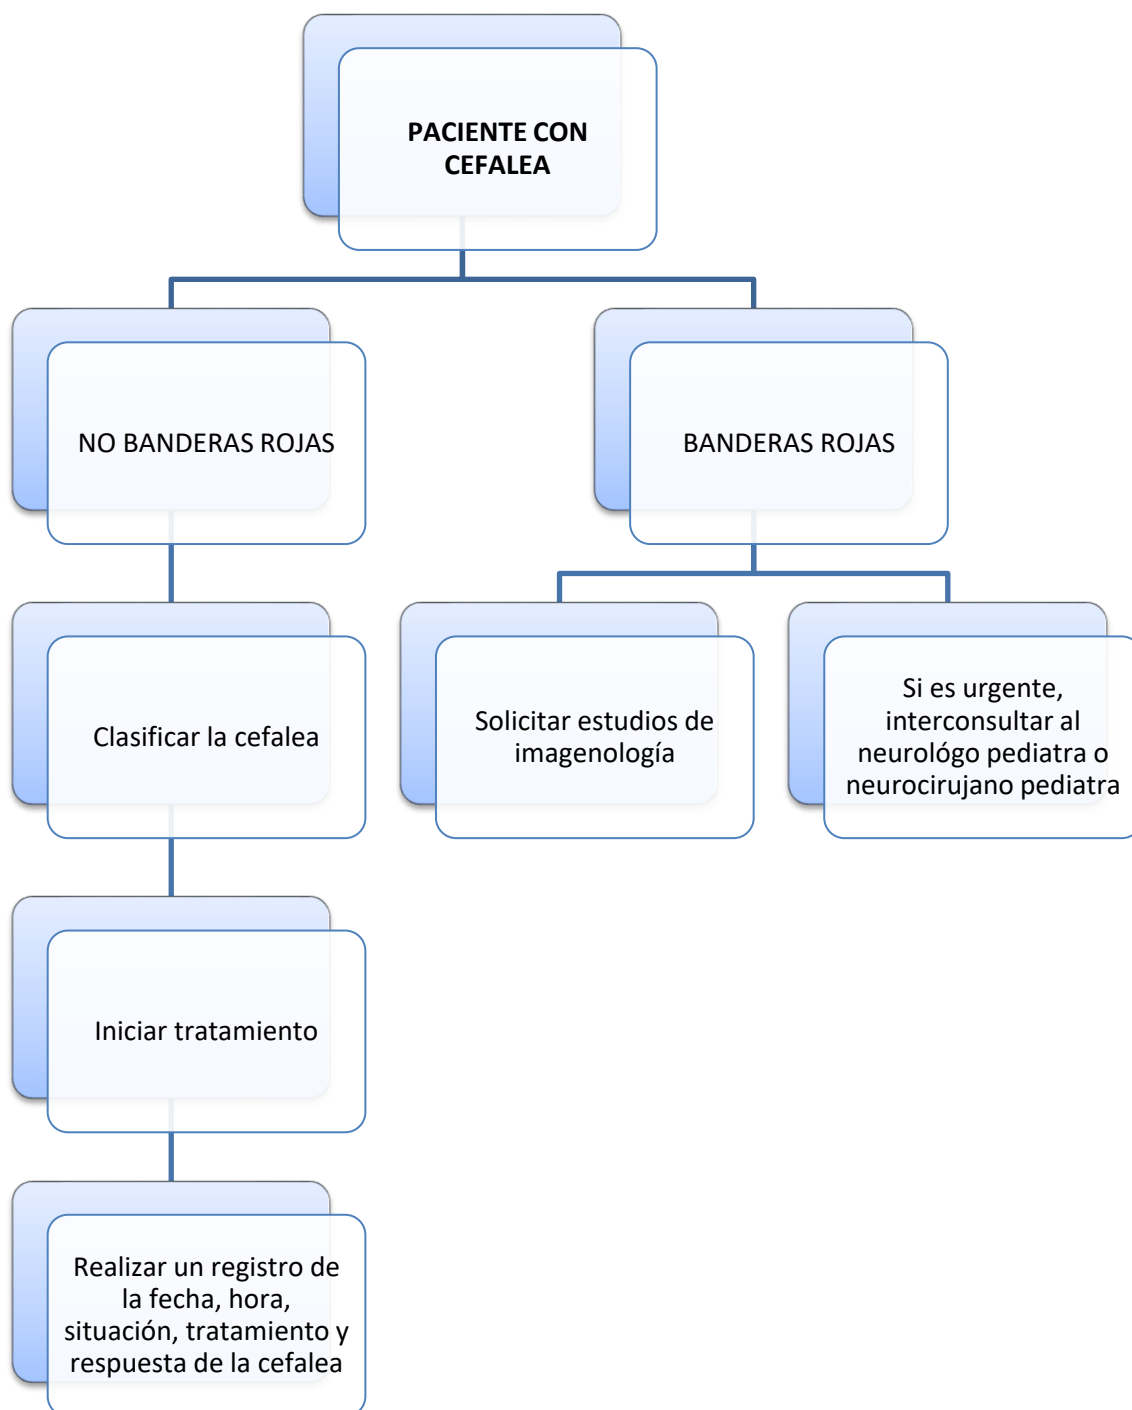 PACIENTE CON
CEFALEA
NO BANDERAS ROJAS
BANDERAS ROJAS
Clasificar la cefalea
Solicitar estudios de
imagenología
Si es urgente,
interconsultar al
neurológo pediatra o
neurocirujano pediatra
Iniciar tratamiento
Realizar un registro de
la fecha, hora,
situación, tratamiento y
respuesta de la cefalea